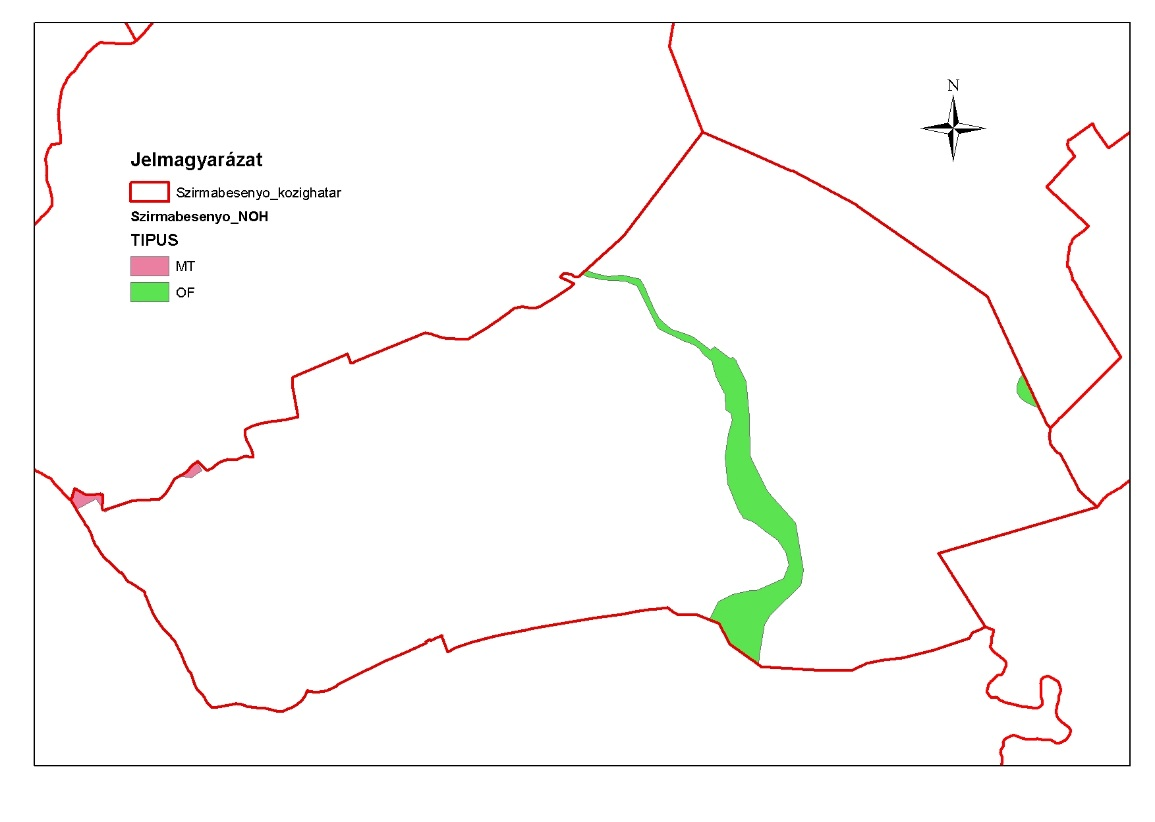 N
Jelmagyarázat
Szirmabesenyo_kozighatar
Szirmabesenyo_NOH
TIPUS
MT
OF